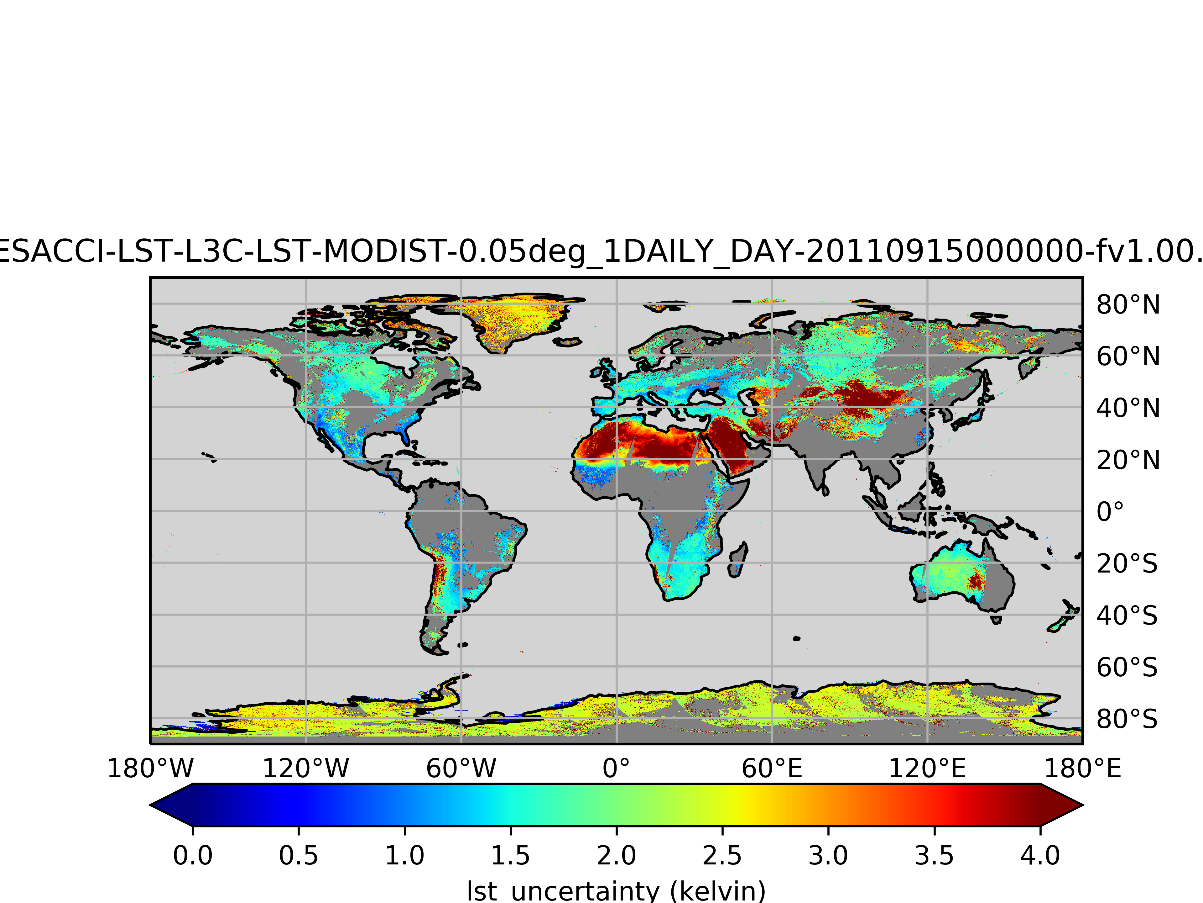 ESACCI-LST-L3C-LST-MODIST-0.05deg_1DAILY_DAY-20110915000000-fv1.00.
80°N
60°N
40°N
20°N
0°
20°S
40°S
60°S
80°S
180°W 120°W 60°W 0° 60°E 120°E 180°E
0.0 0.5 1.0 1.5 2.0 2.5 3.0 3.5 4.0
lst_uncertainty (kelvin)